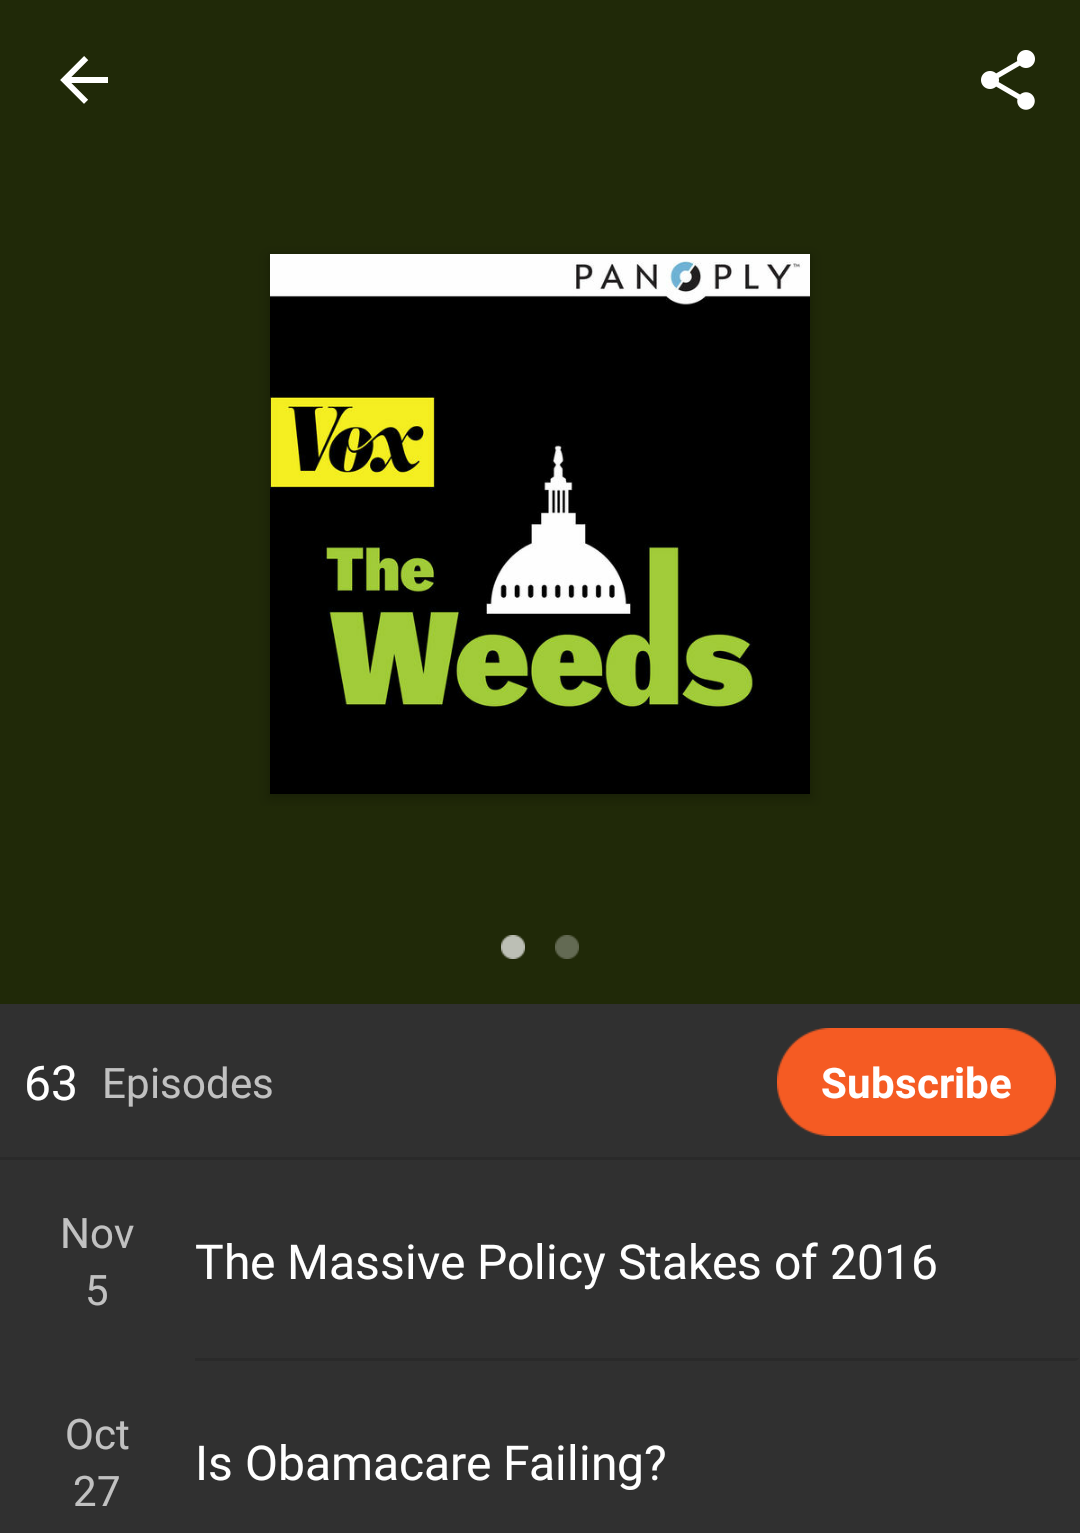 PANOPLY™
Vox
The
Weeds
63 Episodes
Subscribe
Nov
5
The Massive Policy Stakes of 2016
Oct
27
Is Obamacare Failing?